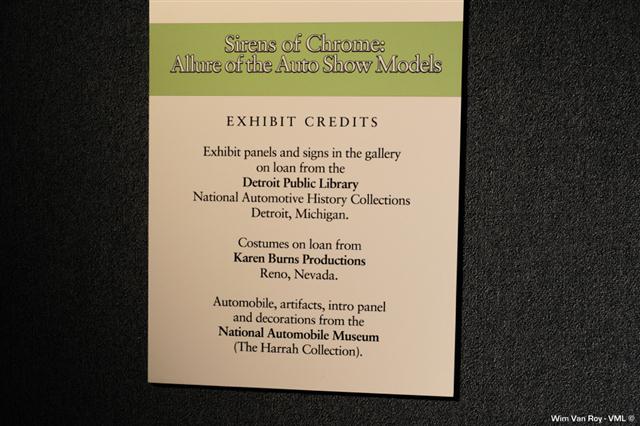 Sirens of Chrome:
Allure of the Auto Show Models
EXHIBIT CREDITS
Exhibit panels and signs in the gallery
on loan from the
Detroit Public Library
National Automotive History Collections
Detroit, Michigan.
Costumes on loan from
Karen Burns Productions
Reno, Nevada.
Automobile, artifacts, intro panel
and decorations from the
National Automobile Museum
(The Harrah Collection).
Wim Van Roy - VML ©